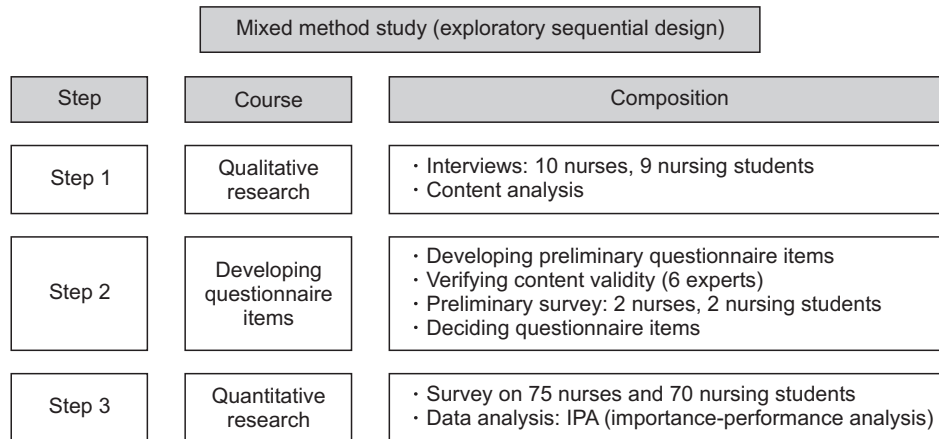 Mixed method study (exploratory sequential design)
Step
Course
Composition
Step 1
Qualitative
research
· Interviews: 10 nurses, 9 nursing students
· Content analysis
Step 2
Developing
questionnaire
items
· Developing preliminary questionnaire items
· Verifying content validity (6 experts)
· Preliminary survey: 2 nurses, 2 nursing students
· Deciding questionnaire items
Step 3
Quantitative
research
· Survey on 75 nurses and 70 nursing students
· Data analysis: IPA (importance-performance analysis)